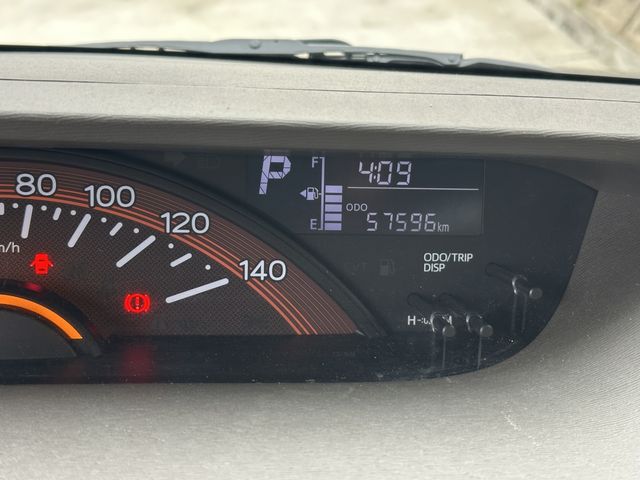 P
F
4:09
E
ODO
57596km
80
100
120
140
m/h
ODO/TRIP
DISP
H
M